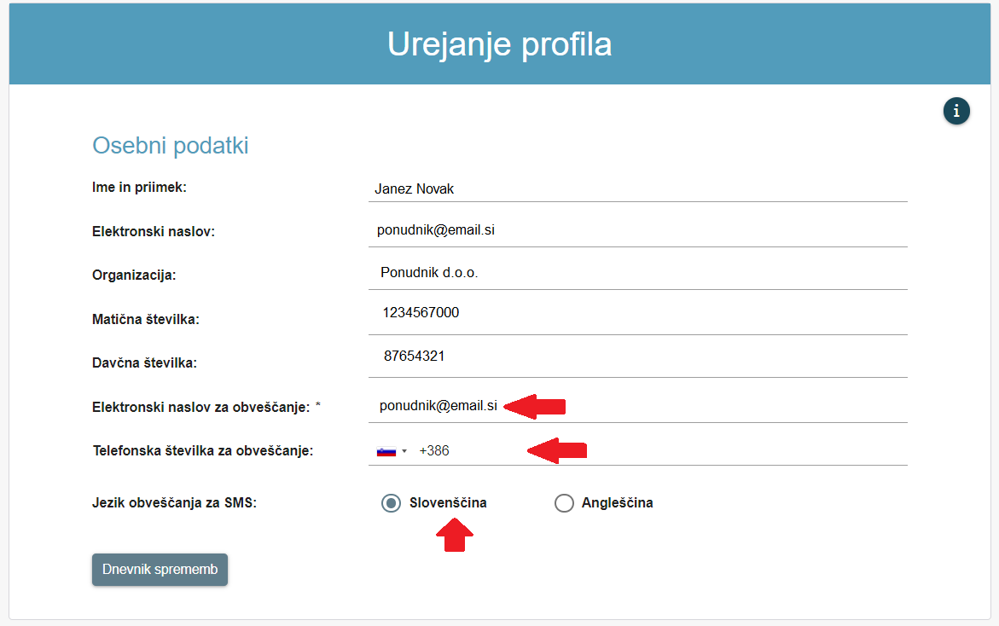 Urejanje profila
i
Osebni podatki
Ime in priimek: Janez Novak
Elektronski naslov: ponudnik@email.si
Organizacija: Ponudnik d.o.o.
Matična številka: 1234567000
Davčna številka: 87654321
Elektronski naslov za obveščanje: * ponudnik@email.si
Telefonska številka za obveščanje: +386
Jezik obveščanja za SMS: Slovenščina Angleščina
Dnevnik sprememb